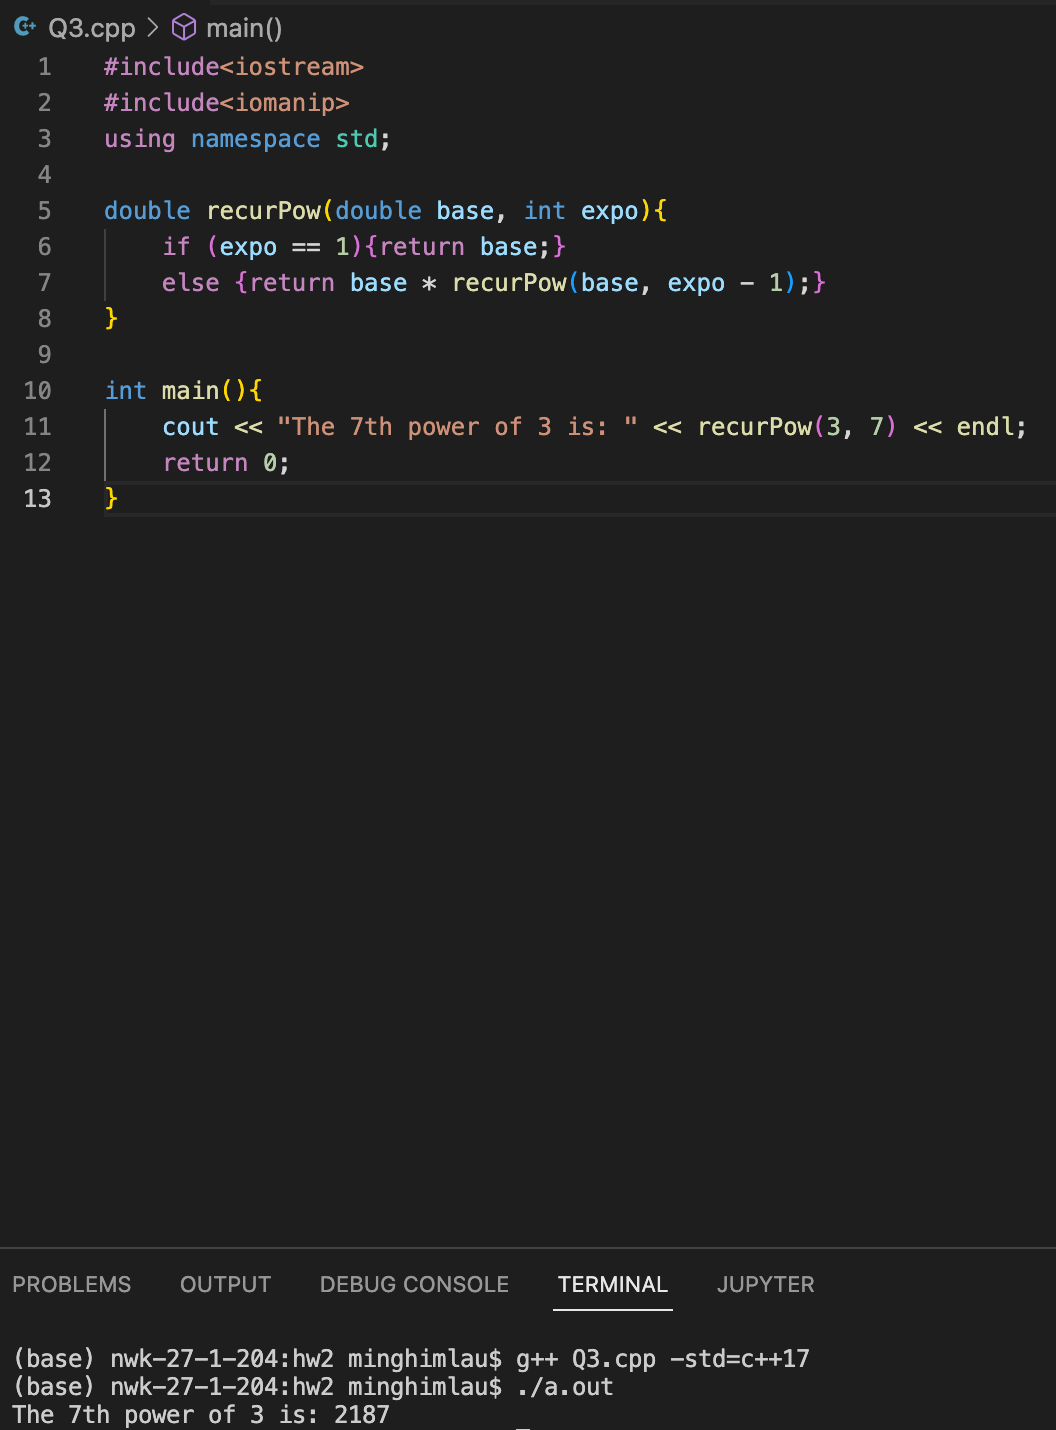 Q3.cpp > main()
1 #include<iostream>
2 #include<iomanip>
3 using namespace std;
4
5 double recurPow(double base, int expo){
6     if (expo == 1){return base;}
7     else {return base * recurPow(base, expo - 1);}
8 }
9
10 int main(){
11     cout << "The 7th power of 3 is: " << recurPow(3, 7) << endl;
12     return 0;
13 }
PROBLEMS OUTPUT DEBUG CONSOLE TERMINAL JUPYTER
(base) nwk-27-1-204:hw2 minghimlau$ g++ Q3.cpp -std=c++17
(base) nwk-27-1-204:hw2 minghimlau$ ./a.out
The 7th power of 3 is: 2187